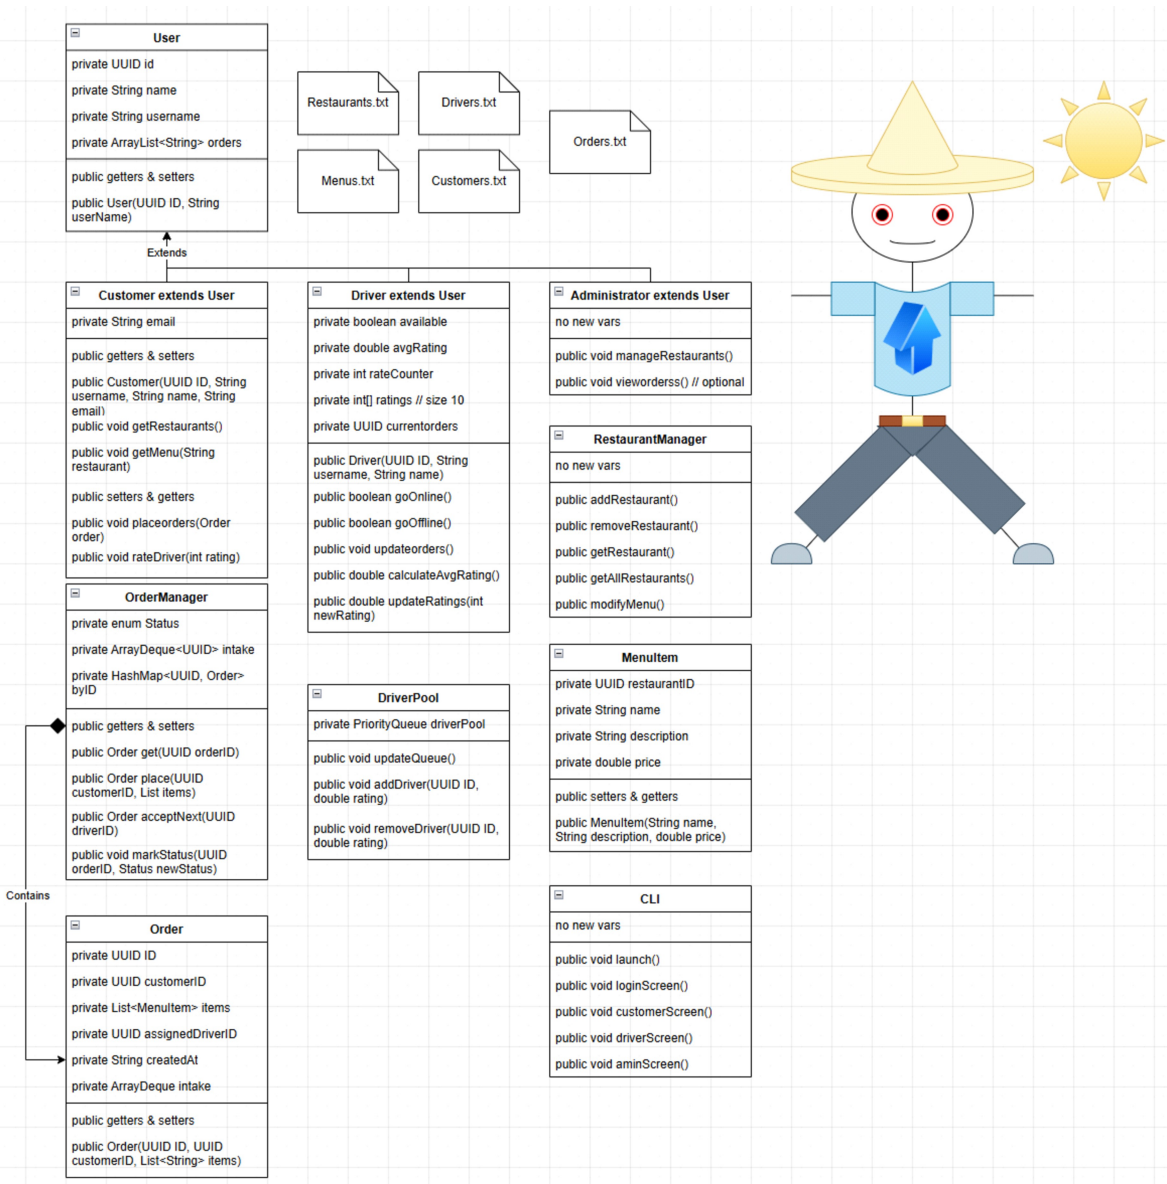 User
private UUID id
private String name
private String username
private ArrayList<String> orders
public getters & setters
public User(UUID ID, String
userName)
Restaurants.txt
Drivers.txt
Menus.txt
Customers.txt
Orders.txt
Extends
Customer extends User
private String email
public getters & setters
public Customer(UUID ID, String
username, String name, String
email)
public void getRestaurants()
public void getMenu(String
restaurant)
public setters & getters
public void placeorders(Order
order)
public void rateDriver(int rating)
Driver extends User
private boolean available
private double avgRating
private int rateCounter
private int[] ratings // size 10
private UUID currentorders
public Driver(UUID ID, String
username, String name)
public boolean goOnline()
public boolean goOffline()
public void updateorders()
public double calculateAvgRating()
public double updateRatings(int
newRating)
Administrator extends User
no new vars
public void manageRestaurants()
public void vieworderss() // optional
RestaurantManager
no new vars
public addRestaurant()
public removeRestaurant()
public getRestaurant()
public getAllRestaurants()
public modifyMenu()
OrderManager
private enum Status
private ArrayDeque<UUID> intake
private HashMap<UUID, Order>
byID
public getters & setters
public Order get(UUID orderID)
public Order place(UUID
customerID, List items)
public Order acceptNext(UUID
driverID)
public void markStatus(UUID
orderID, Status newStatus)
DriverPool
private PriorityQueue driverPool
public void updateQueue()
public void addDriver(UUID ID,
double rating)
public void removeDriver(UUID ID,
double rating)
MenuItem
private UUID restaurantID
private String name
private String description
private double price
public setters & getters
public MenuItem(String name,
String description, double price)
Contains
Order
private UUID ID
private UUID customerID
private List<MenuItem> items
private UUID assignedDriverID
private String createdAt
private ArrayDeque intake
public getters & setters
public Order(UUID ID, UUID
customerID, List<String> items)
CLI
no new vars
public void launch()
public void loginScreen()
public void customerScreen()
public void driverScreen()
public void aminScreen()